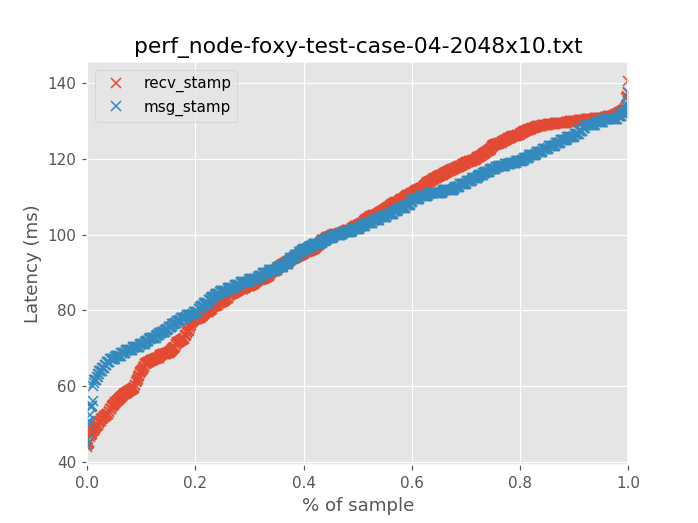 perf_node-foxy-test-case-04-2048x10.txt
recv_stamp
msg_stamp
140
120
100
80
60
40
Latency (ms)
0.0 0.2 0.4 0.6 0.8 1.0
% of sample